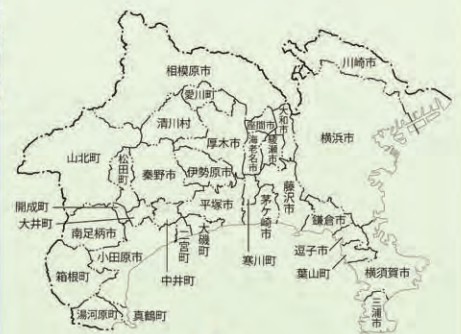 川崎市
相模原市
愛川町
大和市
座間市
綾瀬市
海老名市
清川村
厚木市
横浜市
山北町
松田町
秦野市
伊勢原市
藤沢市
開成町
大井町
平塚市
茅ケ崎市
鎌倉市
南足柄市
大磯町
二宮町
小田原市
中井町
寒川町
逗子市
葉山町
箱根町
横須賀市
湯河原町
真鶴町
三浦市